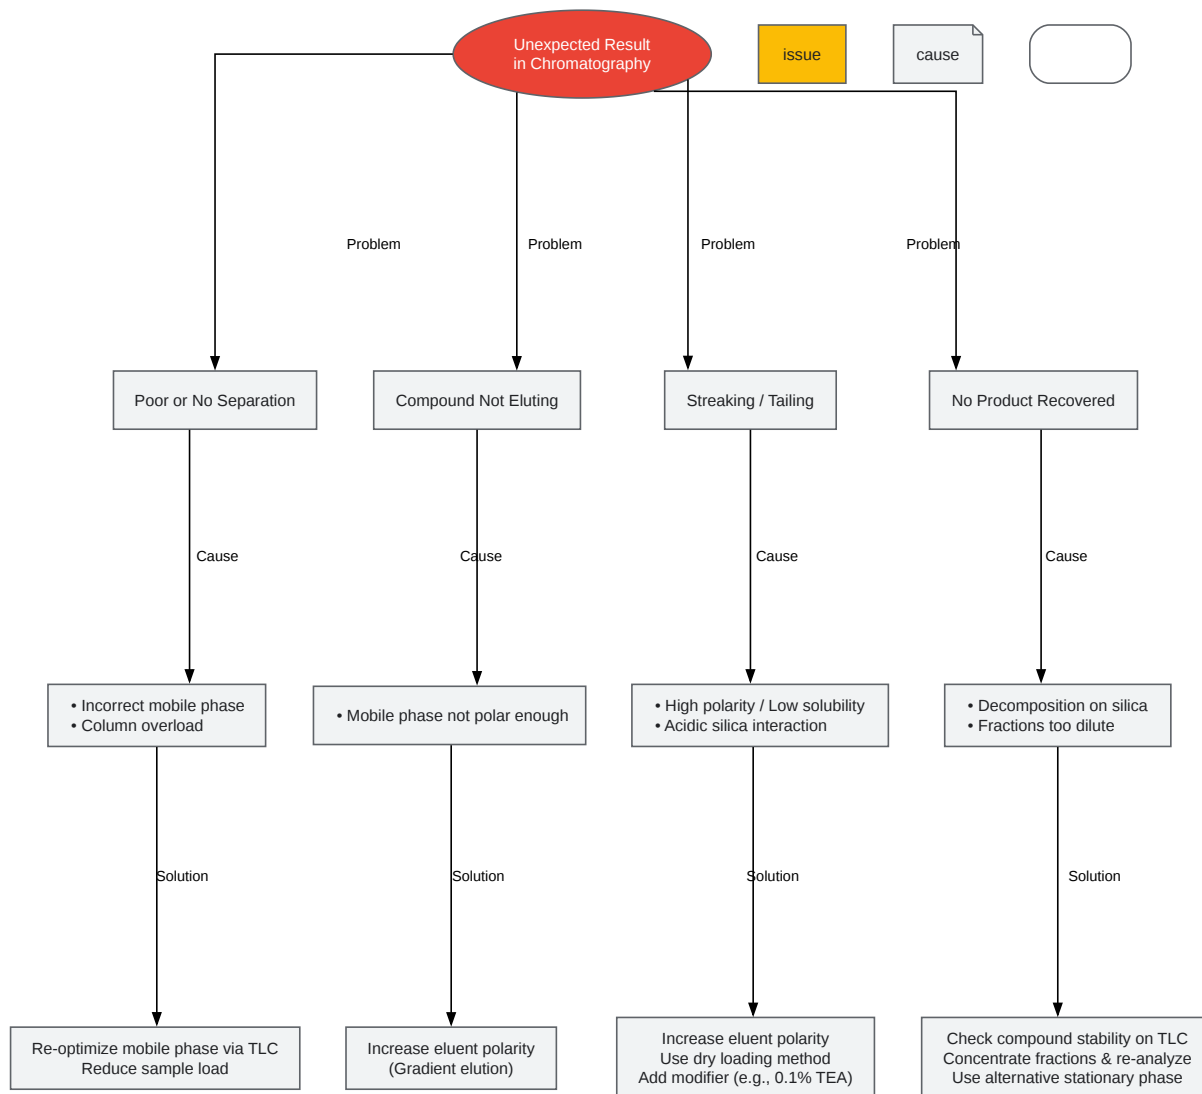 Unexpected Result
in Chromatography
issue
cause
Problem
Problem
Problem
Problem
Poor or No Separation
Compound Not Eluting
Streaking / Tailing
No Product Recovered
Cause
Cause
Cause
Cause
• Incorrect mobile phase
• Column overload
• Mobile phase not polar enough
• High polarity / Low solubility
• Acidic silica interaction
• Decomposition on silica
• Fractions too dilute
Solution
Solution
Solution
Solution
Re-optimize mobile phase via TLC
Reduce sample load
Increase eluent polarity
(Gradient elution)
Increase eluent polarity
Use dry loading method
Add modifier (e.g., 0.1% TEA)
Check compound stability on TLC
Concentrate fractions & re-analyze
Use alternative stationary phase